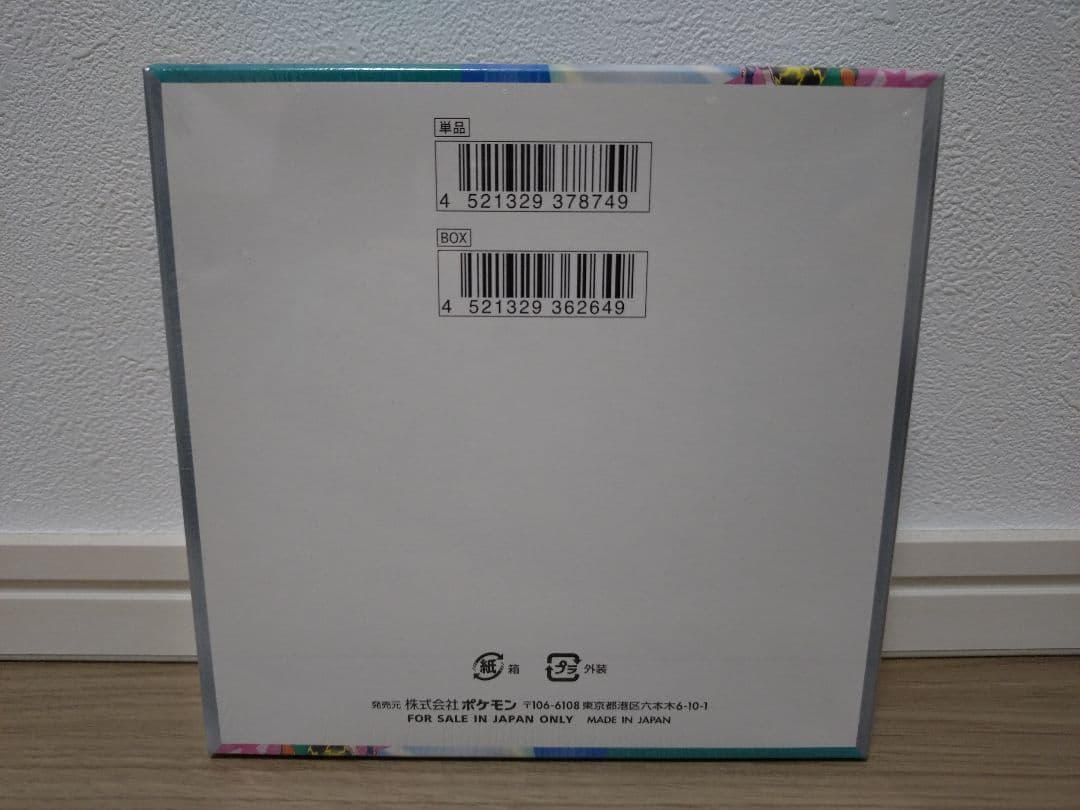 単品
4 521329 378749
BOX
4 521329 362649
紙 箱 プラ 外装
発売元 株式会社 ポケモン 〒106-6108 東京都港区六本木6-10-1
FOR SALE IN JAPAN ONLY MADE IN JAPAN